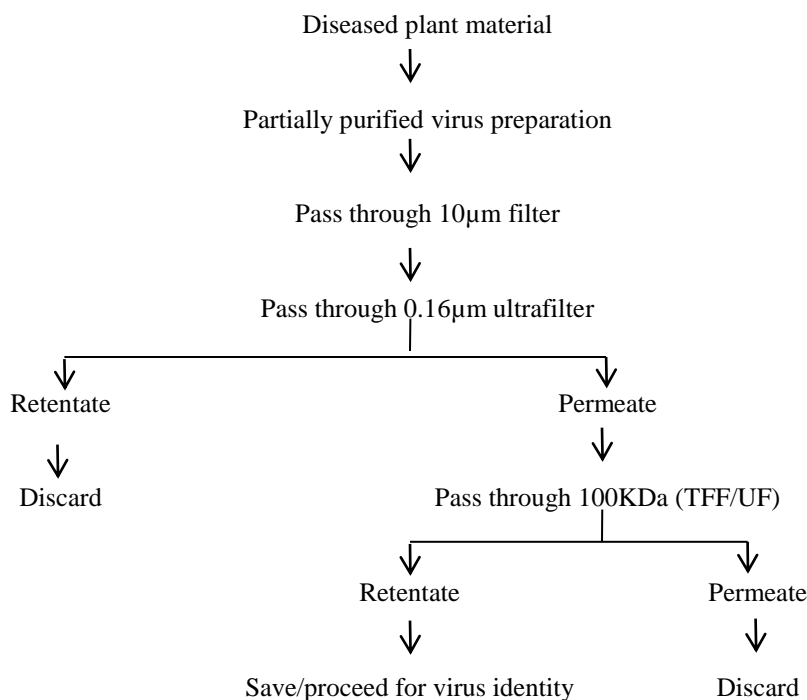 Diseased plant material
Partially purified virus preparation
Pass through 10µm filter
Pass through 0.16µm ultrafilter
Retentate
Permeate
Discard
Pass through 100KDa (TFF/UF)
Retentate
Permeate
Save/proceed for virus identity
Discard